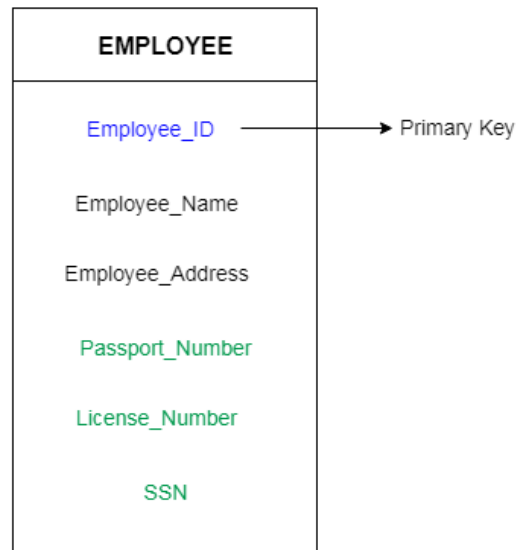 EMPLOYEE
Employee_ID
Primary Key
Employee_Name
Employee_Address
Passport_Number
License_Number
SSN